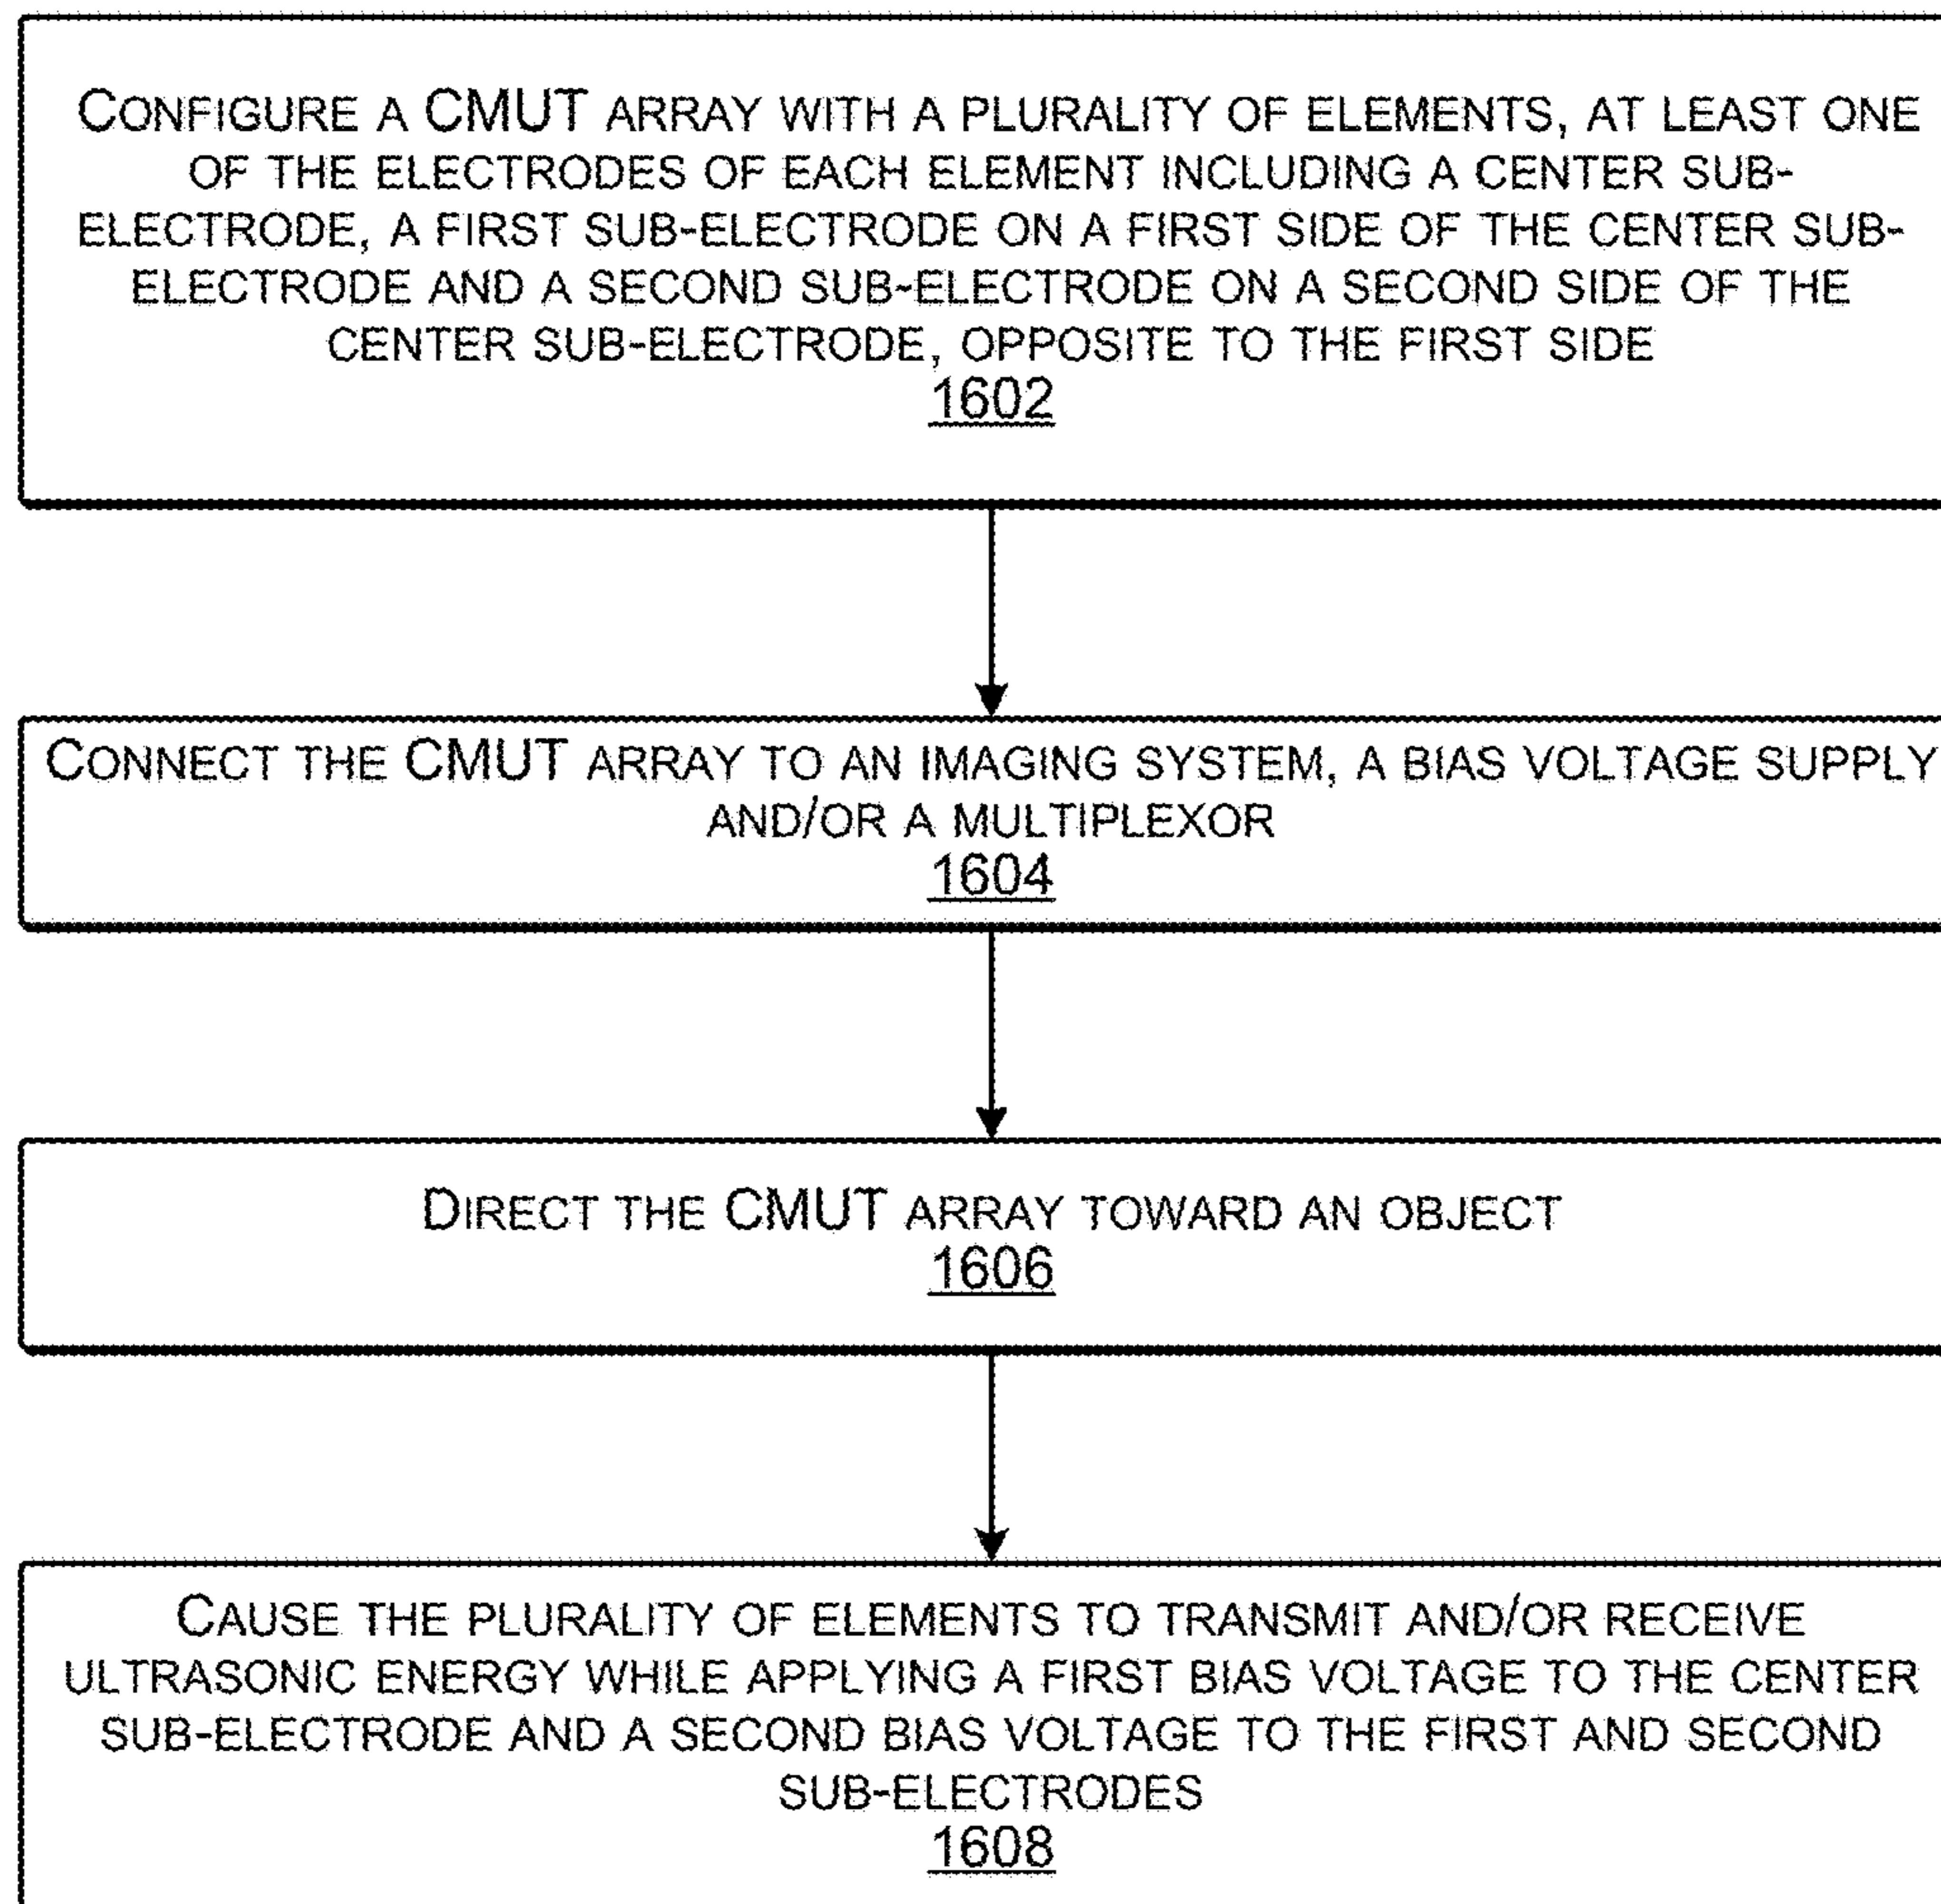 CONFIGURE A CMUT ARRAY WITH A PLURALITY OF ELEMENTS, AT LEAST ONE
OF THE ELECTRODES OF EACH ELEMENT INCLUDING A CENTER SUB-
ELECTRODE, A FIRST SUB-ELECTRODE ON A FIRST SIDE OF THE CENTER SUB-
ELECTRODE AND A SECOND SUB-ELECTRODE ON A SECOND SIDE OF THE
CENTER SUB-ELECTRODE, OPPOSITE TO THE FIRST SIDE
1602
CONNECT THE CMUT ARRAY TO AN IMAGING SYSTEM, A BIAS VOLTAGE SUPPLY
AND/OR A MULTIPLEXOR
1604
DIRECT THE CMUT ARRAY TOWARD AN OBJECT
1606
CAUSE THE PLURALITY OF ELEMENTS TO TRANSMIT AND/OR RECEIVE
ULTRASONIC ENERGY WHILE APPLYING A FIRST BIAS VOLTAGE TO THE CENTER
SUB-ELECTRODE AND A SECOND BIAS VOLTAGE TO THE FIRST AND SECOND
SUB-ELECTRODES
1608